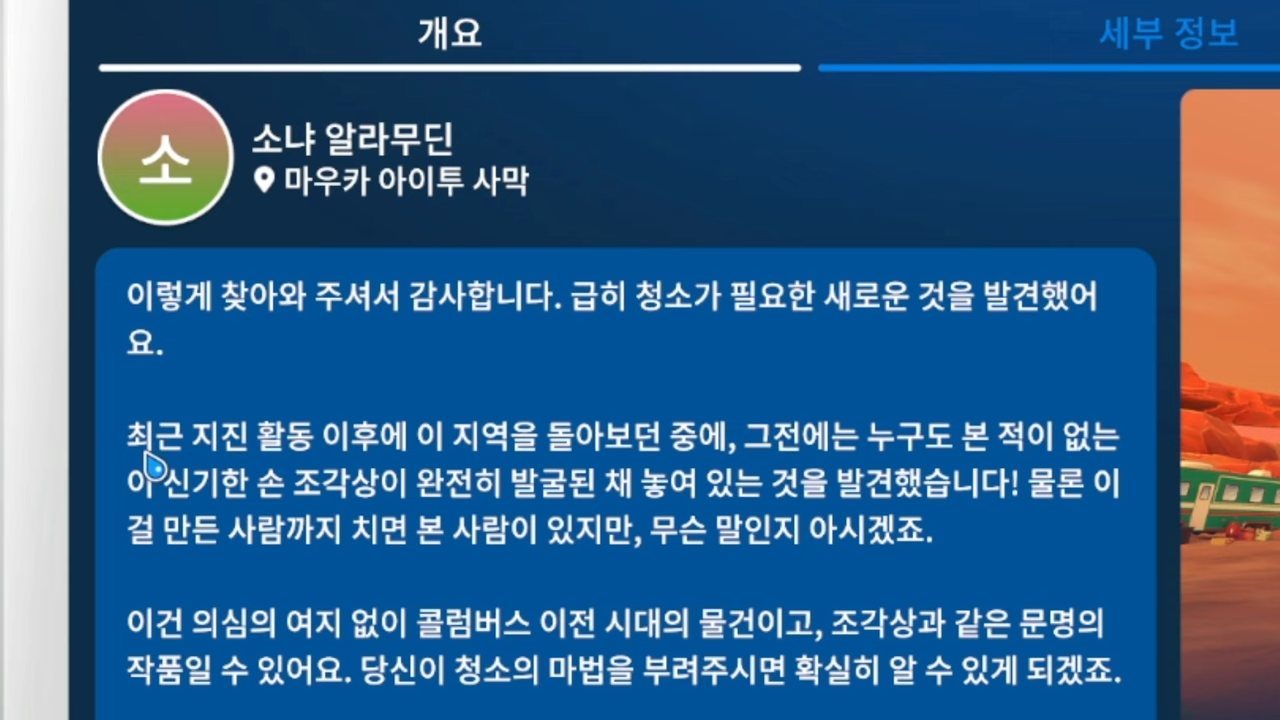 개요
세부 정보
소
소냐 알라무딘
마우카 아이투 사막
이렇게 찾아와 주셔서 감사합니다. 급히 청소가 필요한 새로운 것을 발견했어
요.
최근 지진 활동 이후에 이 지역을 돌아보던 중에, 그전에는 누구도 본 적이 없는
이 신기한 손 조각상이 완전히 발굴된 채 놓여 있는 것을 발견했습니다! 물론 이
걸 만든 사람까지 치면 본 사람이 있지만, 무슨 말인지 아시겠죠.
이건 의심의 여지 없이 콜럼버스 이전 시대의 물건이고, 조각상과 같은 문명의
작품일 수 있어요. 당신이 청소의 마법을 부려주시면 확실히 알 수 있게 되겠죠.